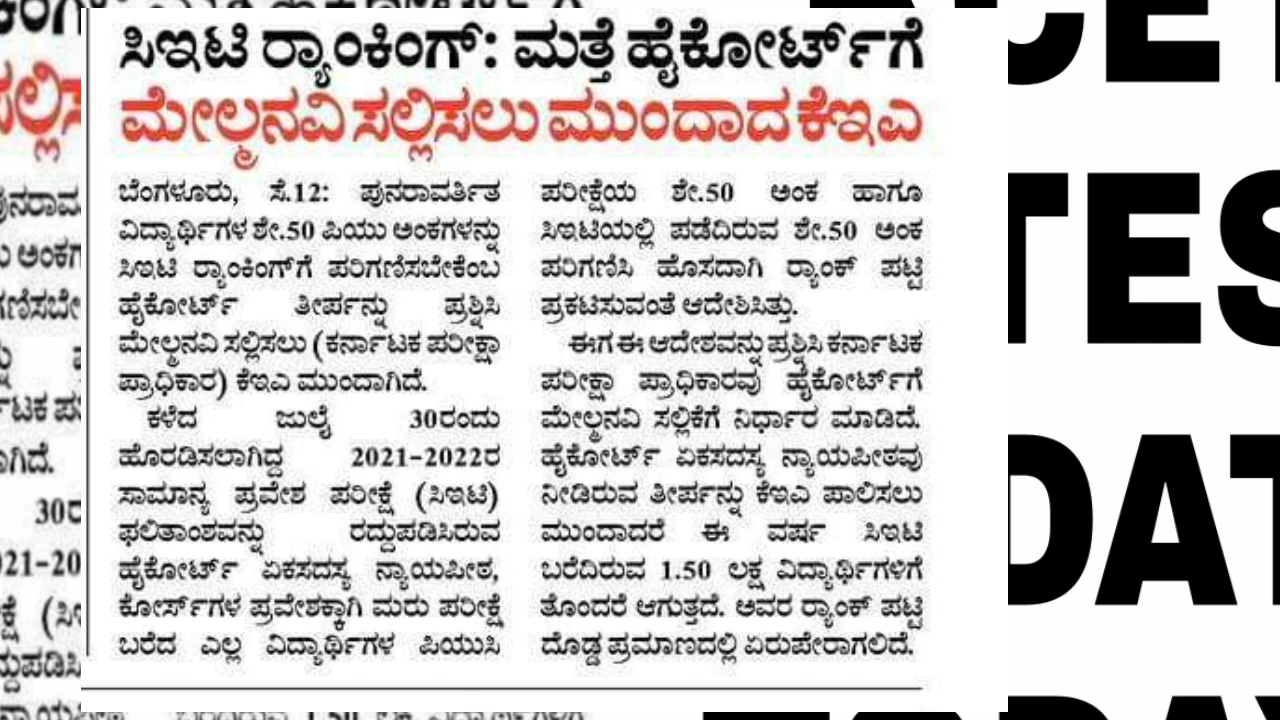 ಸಿಇಟಿ ರ‍್ಯಾಂಕಿಂಗ್: ಮತ್ತೆ ಹೈಕೋರ್ಟ್‌ಗೆ
ಮೇಲ್ಮನವಿ ಸಲ್ಲಿಸಲು ಮುಂದಾದ ಕೆಇಎ
ಬೆಂಗಳೂರು, ಸೆ.12: ಪುನರಾವರ್ತಿತ
ವಿದ್ಯಾರ್ಥಿಗಳ ಶೇ.50 ಪಿಯು ಅಂಕಗಳನ್ನು
ಸಿಇಟಿ ರ‍್ಯಾಂಕಿಂಗ್‌ಗೆ ಪರಿಗಣಿಸಬೇಕೆಂಬ
ಹೈಕೋರ್ಟ್ ತೀರ್ಪನ್ನು ಪ್ರಶ್ನಿಸಿ
ಮೇಲ್ಮನವಿ ಸಲ್ಲಿಸಲು (ಕರ್ನಾಟಕ ಪರೀಕ್ಷಾ
ಪ್ರಾಧಿಕಾರ) ಕೆಇಎ ಮುಂದಾಗಿದೆ.
ಕಳೆದ ಜುಲೈ 30ರಂದು
ಹೊರಡಿಸಲಾಗಿದ್ದ 2021-2022ರ
ಸಾಮಾನ್ಯ ಪ್ರವೇಶ ಪರೀಕ್ಷೆ (ಸಿಇಟಿ)
ಫಲಿತಾಂಶವನ್ನು ರದ್ದುಪಡಿಸಿರುವ
ಹೈಕೋರ್ಟ್ ಏಕಸದಸ್ಯ ನ್ಯಾಯಪೀಠ,
ಕೋರ್ಸ್‌ಗಳ ಪ್ರವೇಶಕ್ಕಾಗಿ ಮರು ಪರೀಕ್ಷೆ
ಬರೆದ ಎಲ್ಲ ವಿದ್ಯಾರ್ಥಿಗಳ ಪಿಯುಸಿ
ಪರೀಕ್ಷೆಯ ಶೇ.50 ಅಂಕ ಹಾಗೂ
ಸಿಇಟಿಯಲ್ಲಿ ಪಡೆದಿರುವ ಶೇ.50 ಅಂಕ
ಪರಿಗಣಿಸಿ ಹೊಸದಾಗಿ ರ‍್ಯಾಂಕ್ ಪಟ್ಟಿ
ಪ್ರಕಟಿಸುವಂತೆ ಆದೇಶಿಸಿತ್ತು.
ಈಗ ಈ ಆದೇಶವನ್ನು ಪ್ರಶ್ನಿಸಿ ಕರ್ನಾಟಕ
ಪರೀಕ್ಷಾ ಪ್ರಾಧಿಕಾರವು ಹೈಕೋರ್ಟ್‌ಗೆ
ಮೇಲ್ಮನವಿ ಸಲ್ಲಿಕೆಗೆ ನಿರ್ಧಾರ ಮಾಡಿದೆ.
ಹೈಕೋರ್ಟ್ ಏಕಸದಸ್ಯ ನ್ಯಾಯಪೀಠವು
ನೀಡಿರುವ ತೀರ್ಪನ್ನು ಕೆಇಎ ಪಾಲಿಸಲು
ಮುಂದಾದರೆ ಈ ವರ್ಷ ಸಿಇಟಿ
ಬರೆದಿರುವ 1.50 ಲಕ್ಷ ವಿದ್ಯಾರ್ಥಿಗಳಿಗೆ
ತೊಂದರೆ ಆಗುತ್ತದೆ. ಅವರ ರ‍್ಯಾಂಕ್ ಪಟ್ಟಿ
ದೊಡ್ಡ ಪ್ರಮಾಣದಲ್ಲಿ ಏರುಪೇರಾಗಲಿದೆ.
TES
DAT